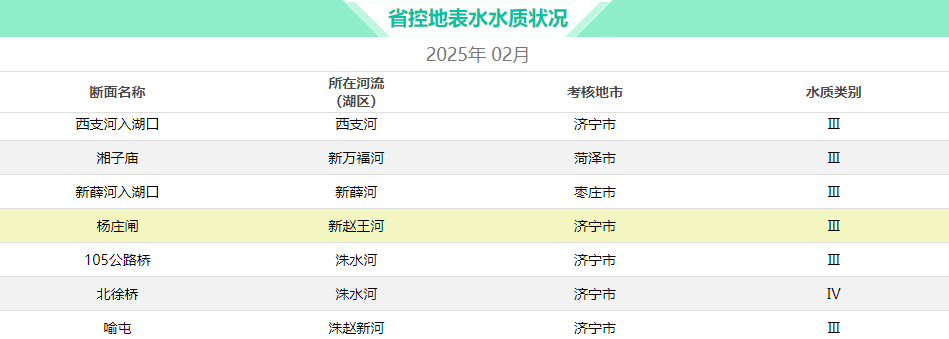 省控地表水水质状况
2025年 02月
断面名称 所在河流（湖区） 考核地市 水质类别
西支河入湖口 西支河 济宁市 Ⅲ
湘子庙 新万福河 菏泽市 Ⅲ
新薛河入湖口 新薛河 枣庄市 Ⅲ
杨庄闸 新赵王河 济宁市 Ⅲ
105公路桥 洙水河 济宁市 Ⅲ
北徐桥 洙水河 济宁市 Ⅳ
喻屯 洙赵新河 济宁市 Ⅲ